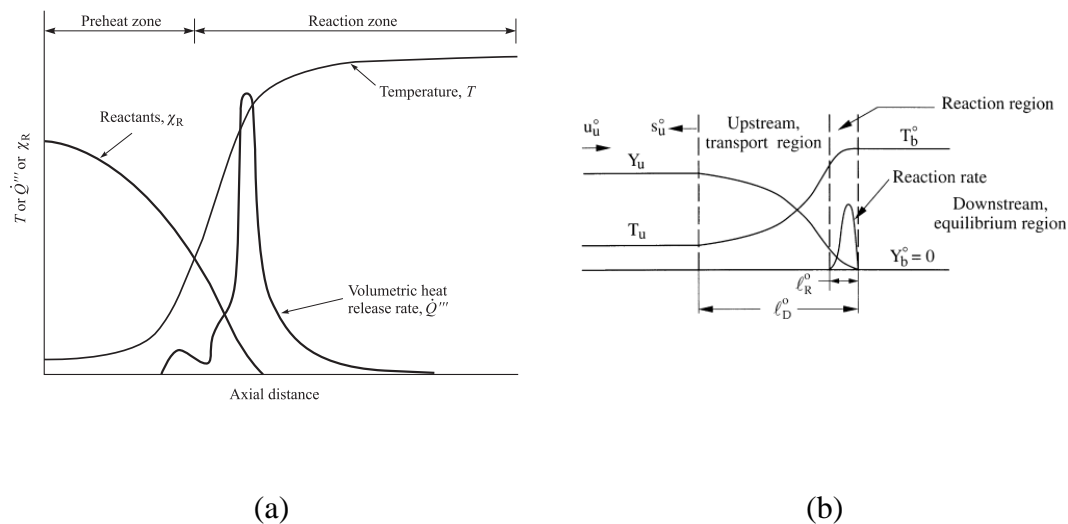 Preheat zone
Reaction zone
Temperature, T
Reactants, χR
T or Q̇''' or χR
Volumetric heat
release rate, Q̇'''
Axial distance
(a)
Reaction region
u°u
s°u
Upstream,
transport region
T°b
Yu
Reaction rate
Downstream,
equilibrium region
Tu
Y°b = 0
ℓ°R
ℓ°D
(b)